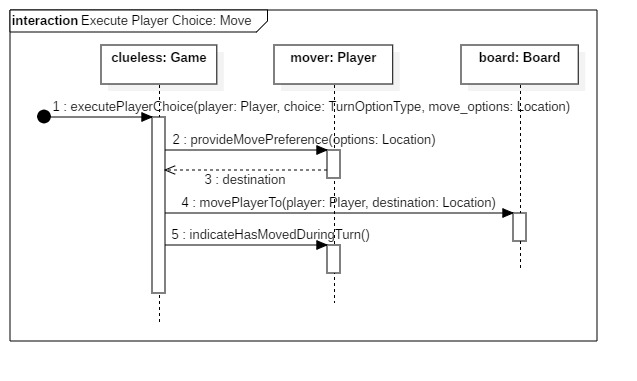 interaction Execute Player Choice: Move
clueless: Game
mover: Player
board: Board
1 : executePlayerChoice(player: Player, choice: TurnOptionType, move_options: Location)
2 : provideMovePreference(options: Location)
3 : destination
4 : movePlayerTo(player: Player, destination: Location)
5 : indicateHasMovedDuringTurn()